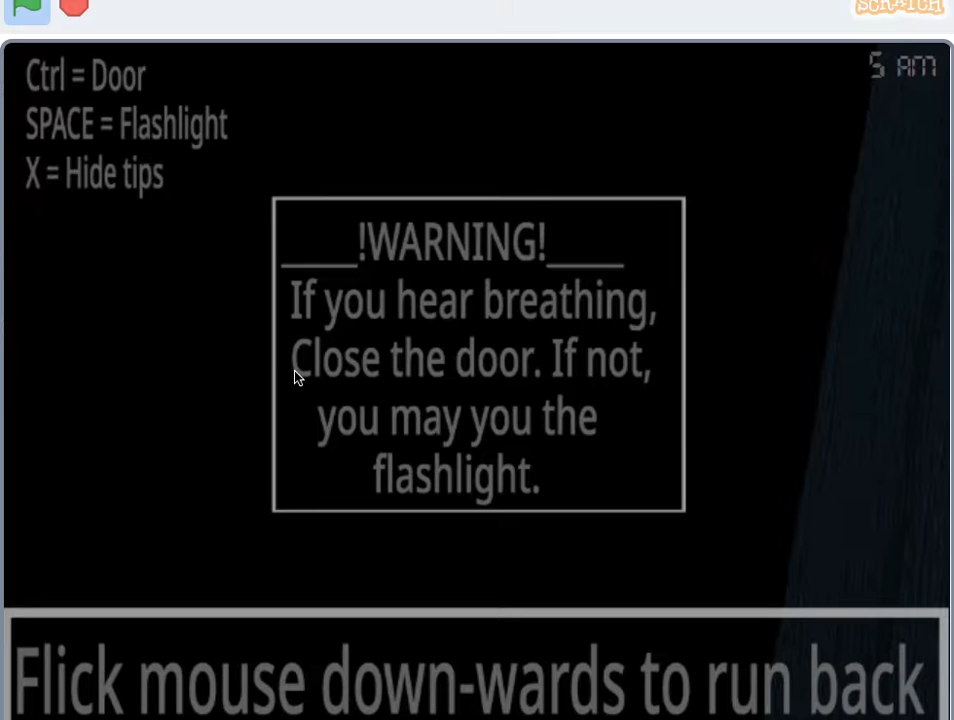 SCRATCH
Ctrl = Door
5 AM
SPACE = Flashlight
X = Hide tips
____!WARNING!____
If you hear breathing,
Close the door. If not,
you may you the
flashlight.
Flick mouse down-wards to run back